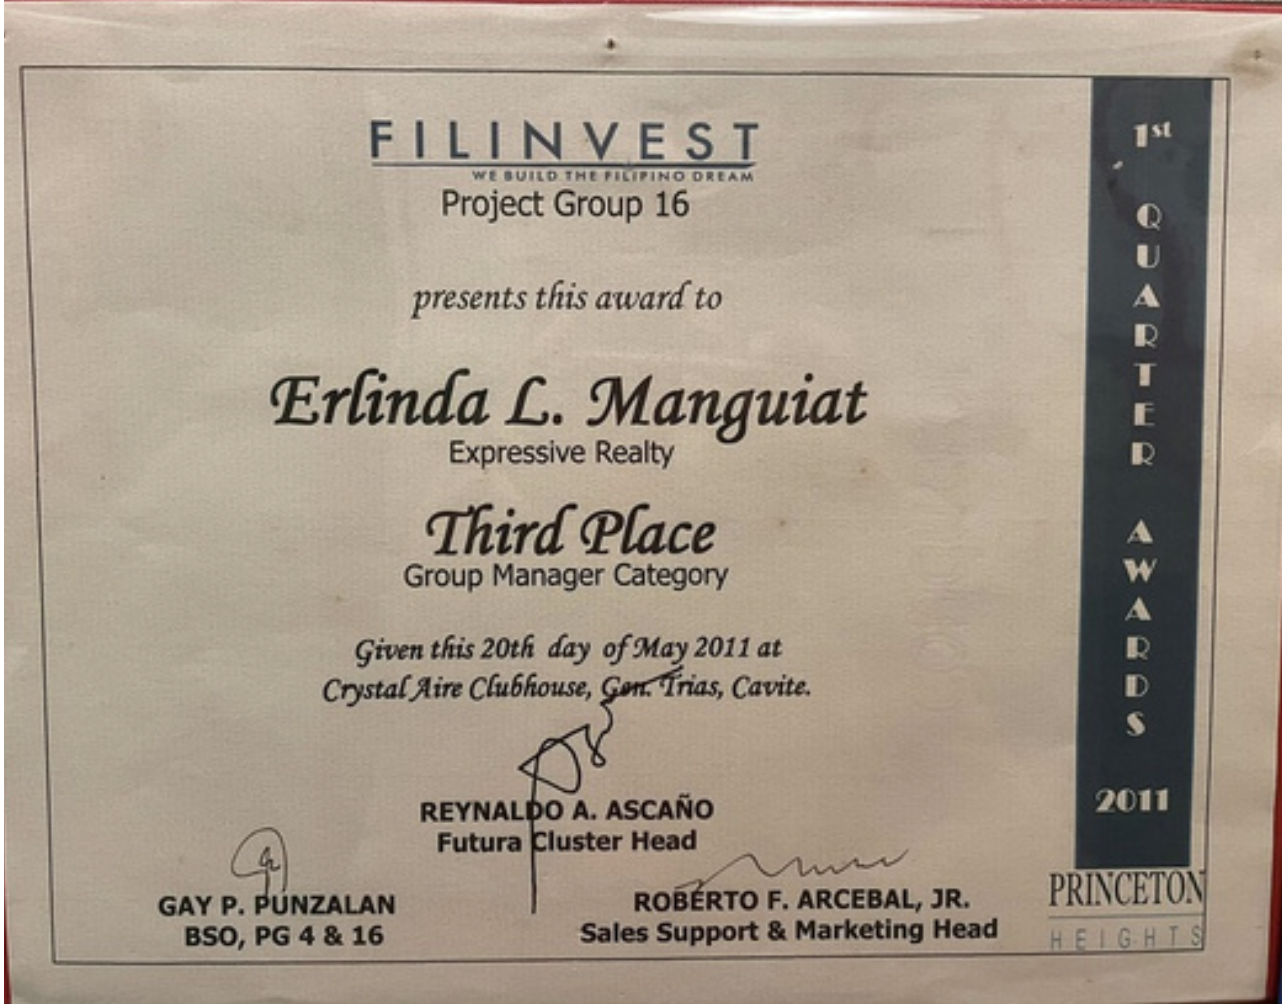 FILINVEST
WE BUILD THE FILIPINO DREAM
Project Group 16
presents this award to
Erlinda L. Manguiat
Expressive Realty
Third Place
Group Manager Category
Given this 20th day of May 2011 at
Crystal Aire Clubhouse, Gen. Trias, Cavite.
REYNALDO A. ASCAÑO
Futura Cluster Head
GAY P. PUNZALAN
BSO, PG 4 & 16
ROBERTO F. ARCEBAL, JR.
Sales Support & Marketing Head
1st QUARTER AWARDS 2011
PRINCETON
HEIGHTS